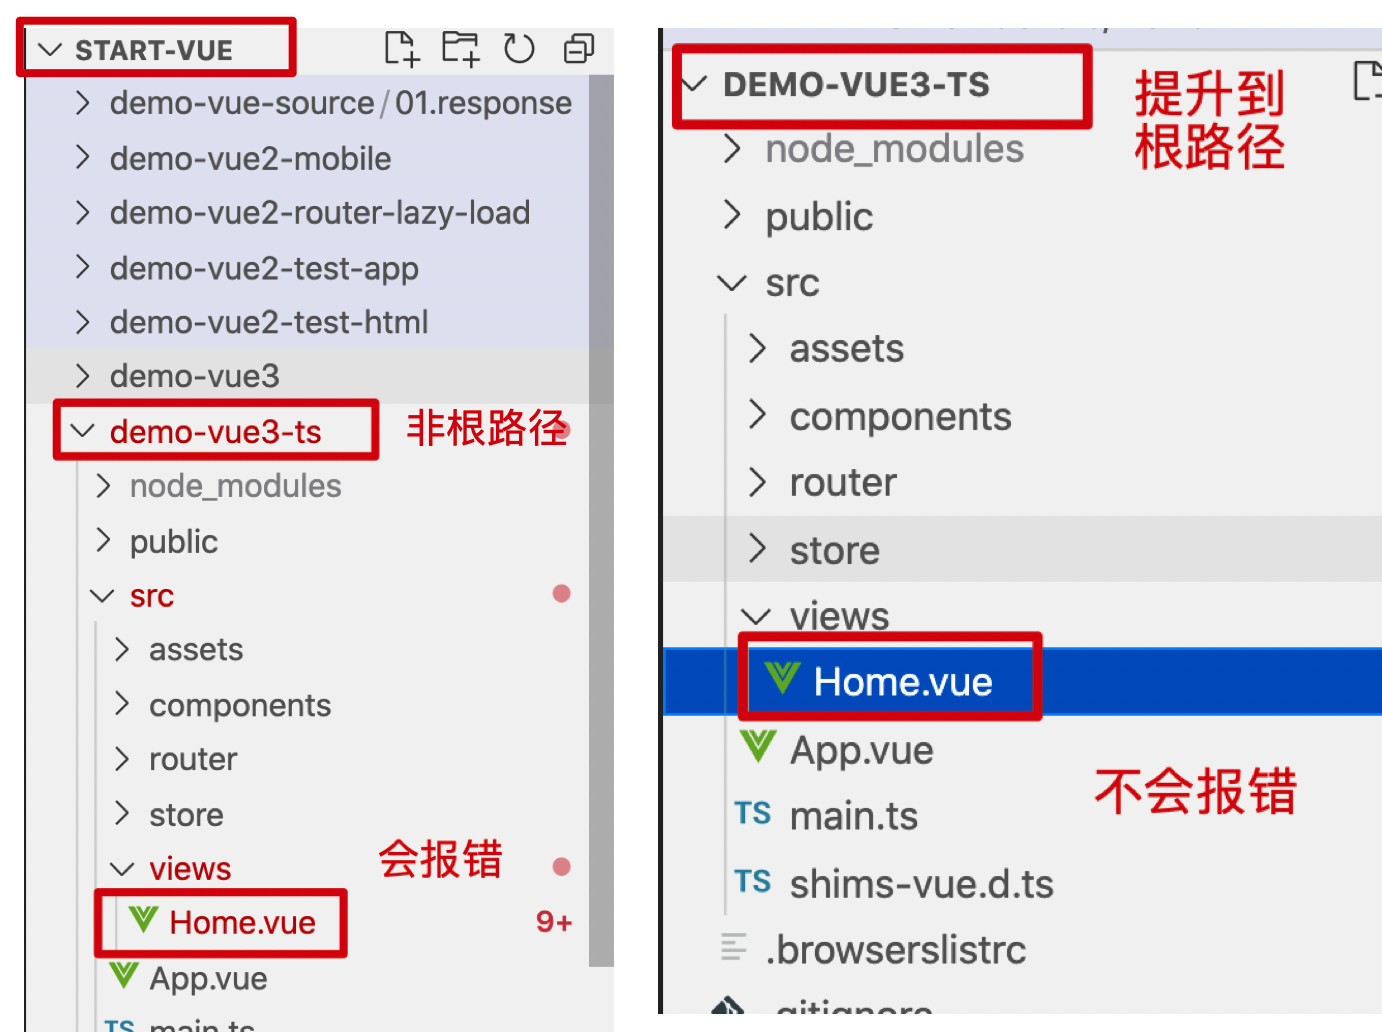 START-VUE
demo-vue-source / 01.response
demo-vue2-mobile
demo-vue2-router-lazy-load
demo-vue2-test-app
demo-vue2-test-html
demo-vue3
demo-vue3-ts 非根路径
node_modules
public
src
assets
components
router
store
views 会报错
Home.vue 9+
App.vue
TS main.ts
DEMO-VUE3-TS 提升到
根路径
node_modules
public
src
assets
components
router
store
views
Home.vue
App.vue
不会报错
TS main.ts
TS shims-vue.d.ts
.browserslistrc
.gitignore